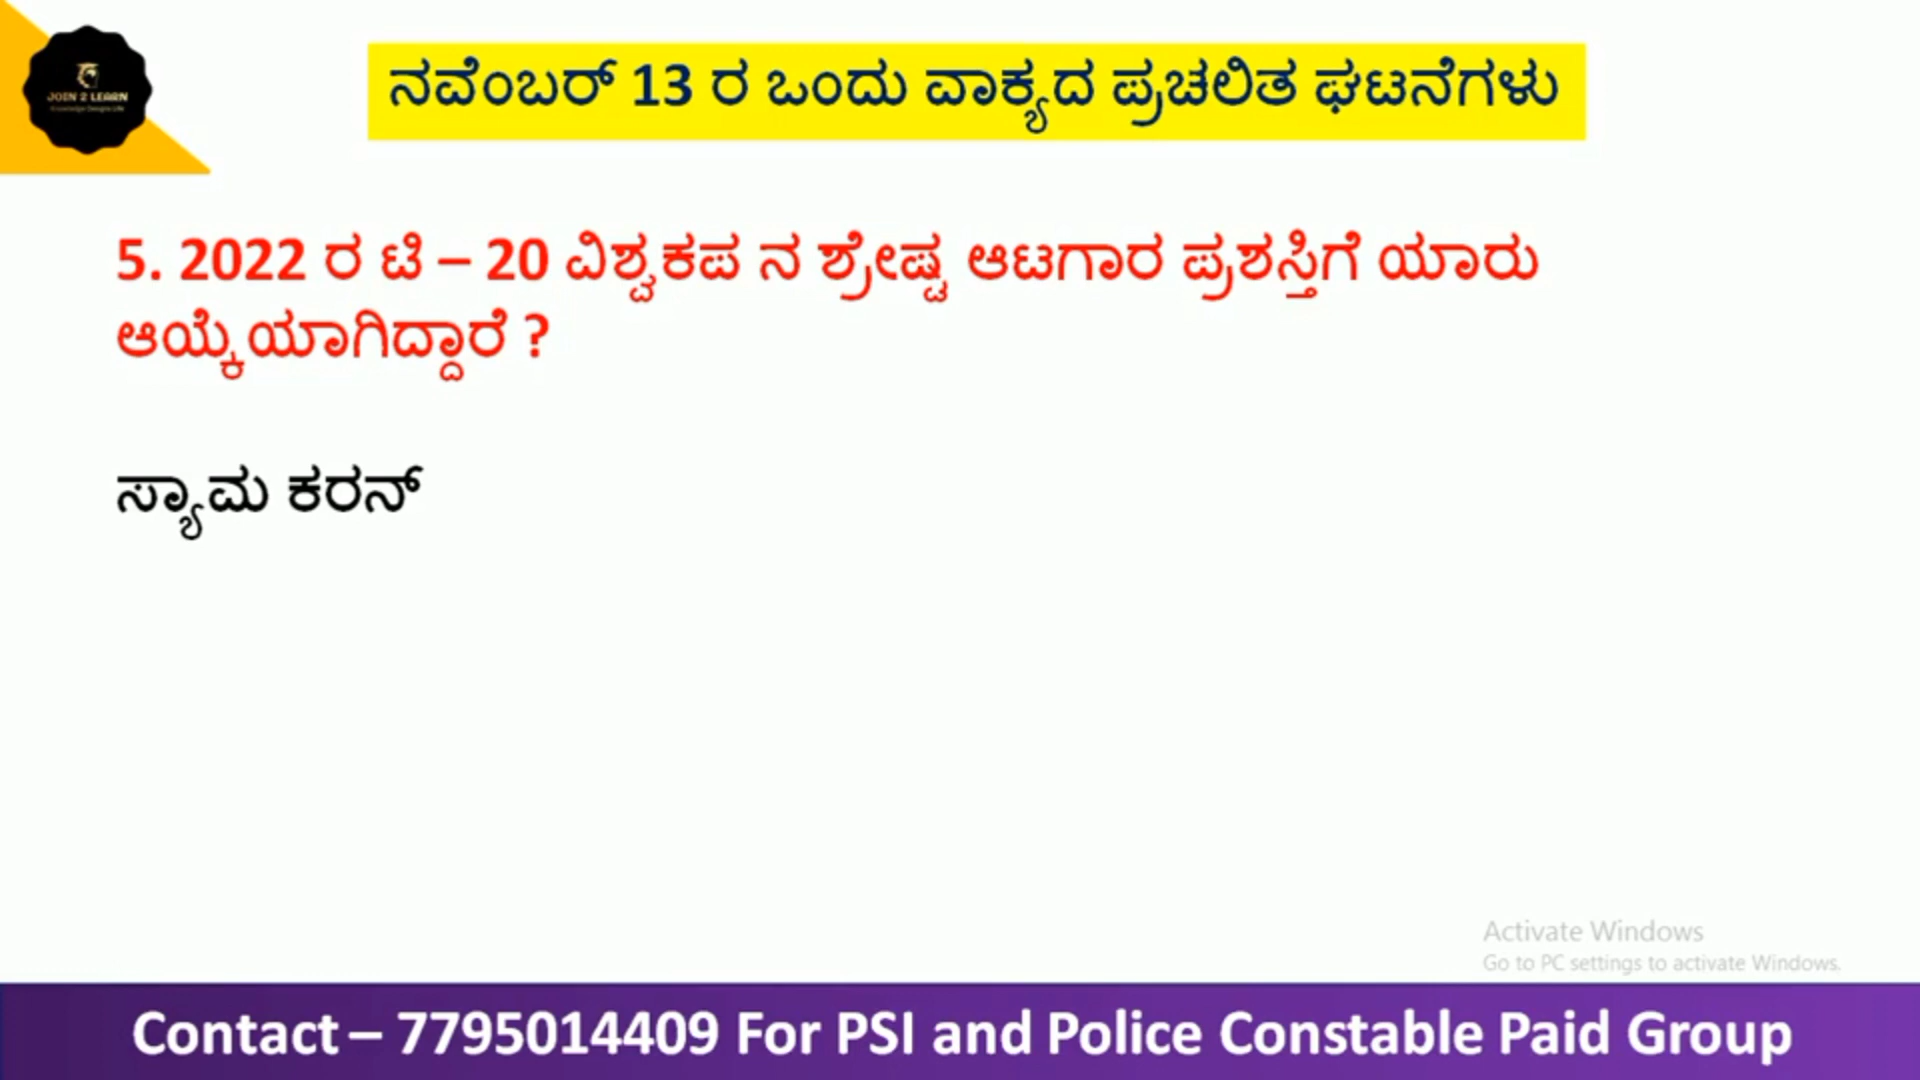 JOIN 2 LEARN
ನವೆಂಬರ್ 13 ರ ಒಂದು ವಾಕ್ಯದ ಪ್ರಚಲಿತ ಘಟನೆಗಳು
5. 2022 ರ ಟಿ – 20 ವಿಶ್ವಕಪ ನ ಶ್ರೇಷ್ಟ ಆಟಗಾರ ಪ್ರಶಸ್ತಿಗೆ ಯಾರು
ಆಯ್ಕೆಯಾಗಿದ್ದಾರೆ ?
ಸ್ಯಾಮ ಕರನ್
Activate Windows
Go to PC settings to activate Windows.
Contact – 7795014409 For PSI and Police Constable Paid Group